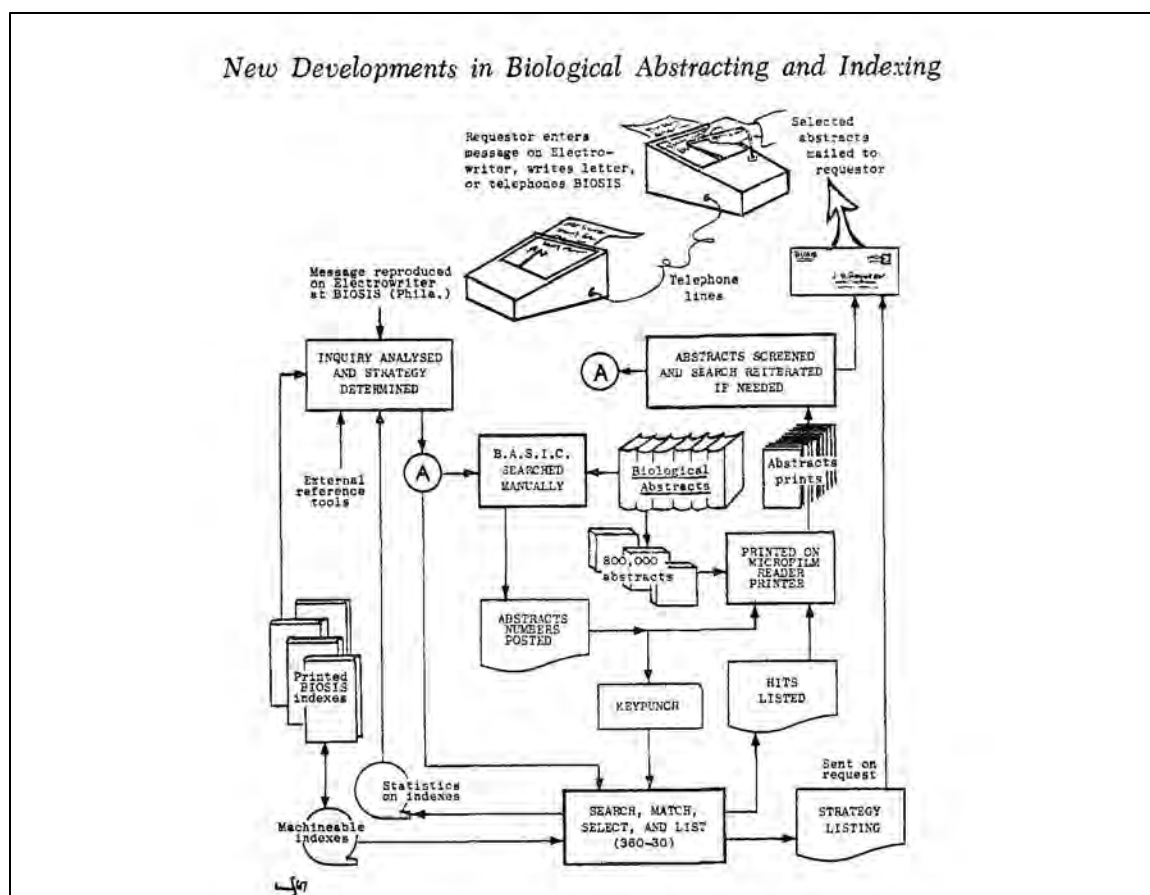 New Developments in Biological Abstracting and Indexing
Requestor enters
message on Electro-
writer, writes letter,
or telephones BIOSIS
Selected
abstracts
mailed to
requestor
Telephone
lines
Message reproduced
on Electrowriter
at BIOSIS (Phila.)
INQUIRY ANALYSED
AND STRATEGY
DETERMINED
A
ABSTRACTS SCREENED
AND SEARCH REITERATED
IF NEEDED
A
B.A.S.I.C.
SEARCHED
MANUALLY
Biological
Abstracts
Abstracts
prints
External
reference
tools
800,000
abstracts
PRINTED ON
MICROFILM
READER
PRINTER
ABSTRACTS
NUMBERS
POSTED
Printed
BIOSIS
indexes
KEYPUNCH
HITS
LISTED
Sent on
request
Statistics
on indexes
Machineable
indexes
SEARCH, MATCH,
SELECT, AND LIST
(360-30)
STRATEGY
LISTING